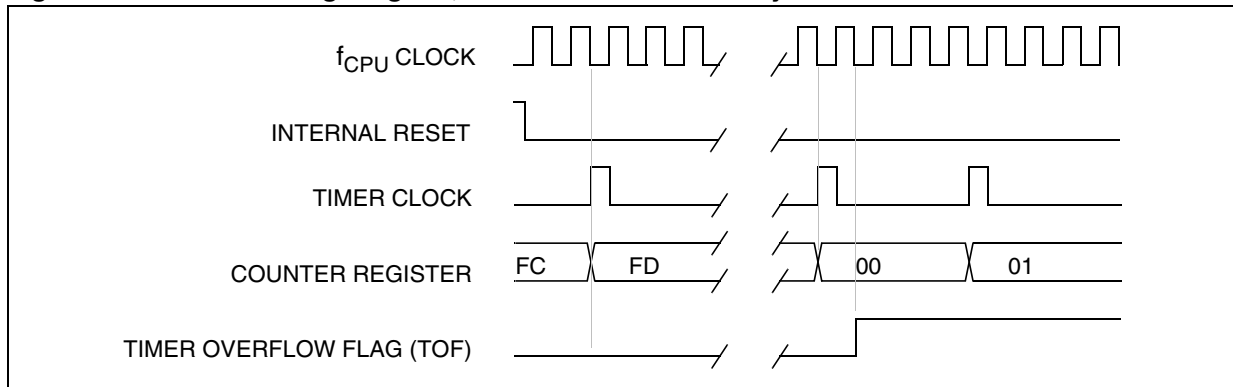 fCPU CLOCK
INTERNAL RESET
TIMER CLOCK
COUNTER REGISTER FC FD 00 01
TIMER OVERFLOW FLAG (TOF)